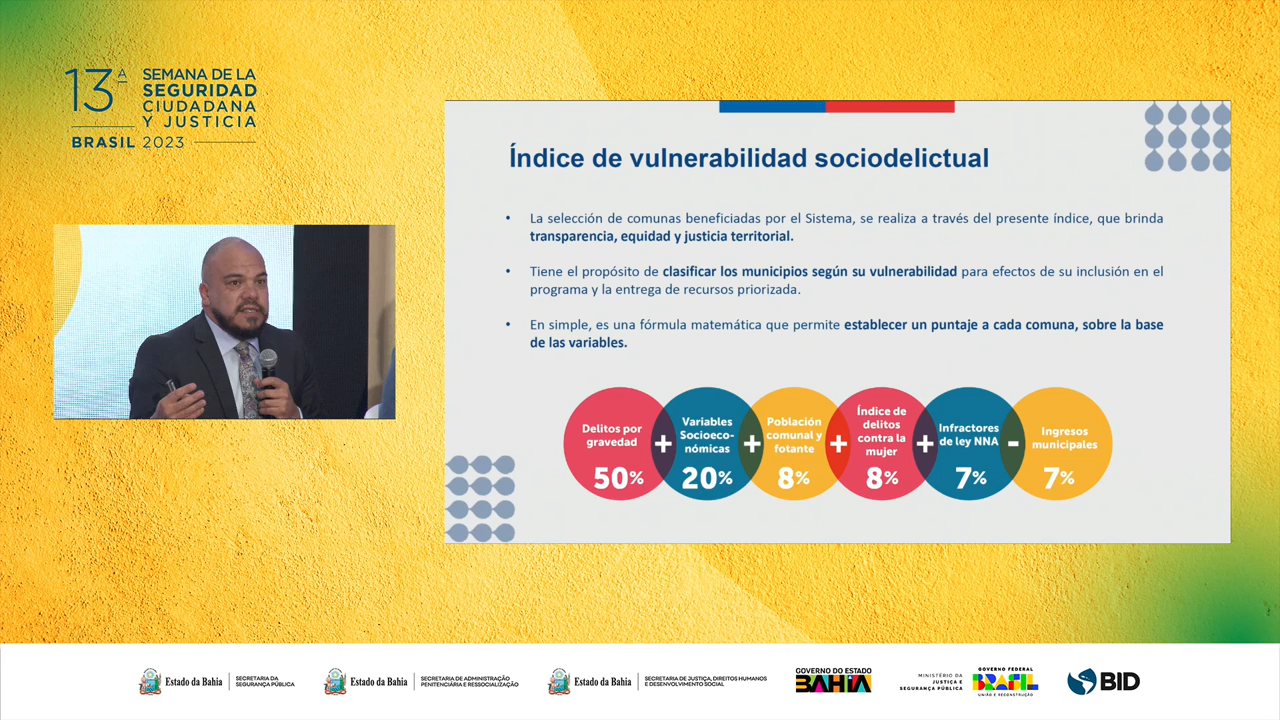 13ᴬ
SEMANA DE LA
SEGURIDAD
CIUDADANA
Y JUSTICIA
BRASIL 2023
Índice de vulnerabilidad sociodelictual
• La selección de comunas beneficiadas por el Sistema, se realiza a través del presente índice, que brinda
transparencia, equidad y justicia territorial.
• Tiene el propósito de clasificar los municipios según su vulnerabilidad para efectos de su inclusión en el
programa y la entrega de recursos priorizada.
• En simple, es una fórmula matemática que permite establecer un puntaje a cada comuna, sobre la base
de las variables.
Delitos por
gravedad
50%
+
Variables
Socioeco-
nómicas
20%
+
Población
comunal y
fotante
8%
+
Índice de
delitos
contra la
mujer
8%
+
Infractores
de ley NNA
7%
-
Ingresos
municipales
7%
Estado da Bahia
SECRETARIA DA
SEGURANÇA PÚBLICA
Estado da Bahia
SECRETARIA DE ADMINISTRAÇÃO
PENITENCIÁRIA E RESSOCIALIZAÇÃO
Estado da Bahia
SECRETARIA DE JUSTIÇA, DIREITOS HUMANOS
E DESENVOLVIMENTO SOCIAL
GOVERNO DO ESTADO
BAHIA
MINISTÉRIO DA
JUSTIÇA E
SEGURANÇA PÚBLICA
GOVERNO FEDERAL
BRASIL
UNIÃO E RECONSTRUÇÃO
BID